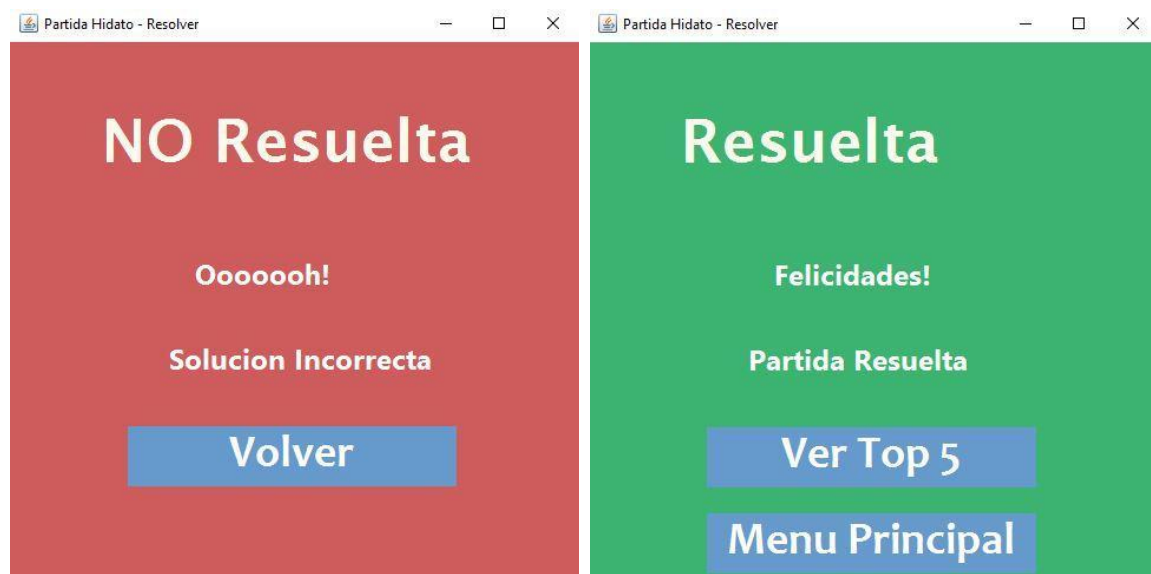 Partida Hidato - Resolver
NO Resuelta
Ooooooh!
Solucion Incorrecta
Volver
Partida Hidato - Resolver
Resuelta
Felicidades!
Partida Resuelta
Ver Top 5
Menu Principal